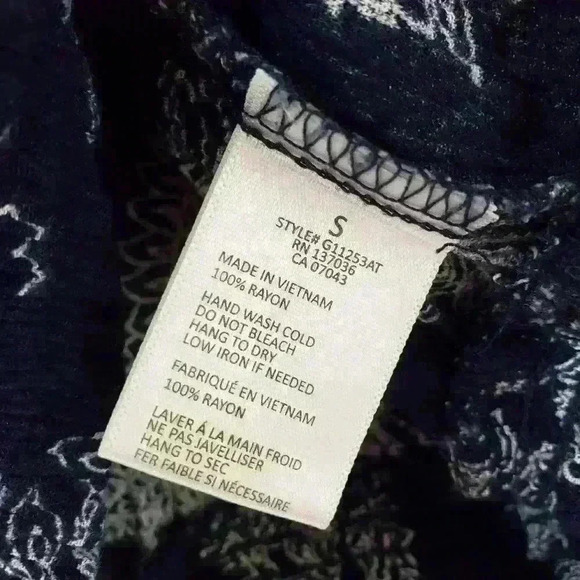 S
STYLE# G11253AT
RN 137036
CA 07043
MADE IN VIETNAM
100% RAYON
HAND WASH COLD
DO NOT BLEACH
HANG TO DRY
LOW IRON IF NEEDED
FABRIQUÉ EN VIETNAM
100% RAYON
LAVER Á LA MAIN FROID
NE PAS JAVELLISER
HANG TO SEC
FER FAIBLE SI NÉCESSAIRE